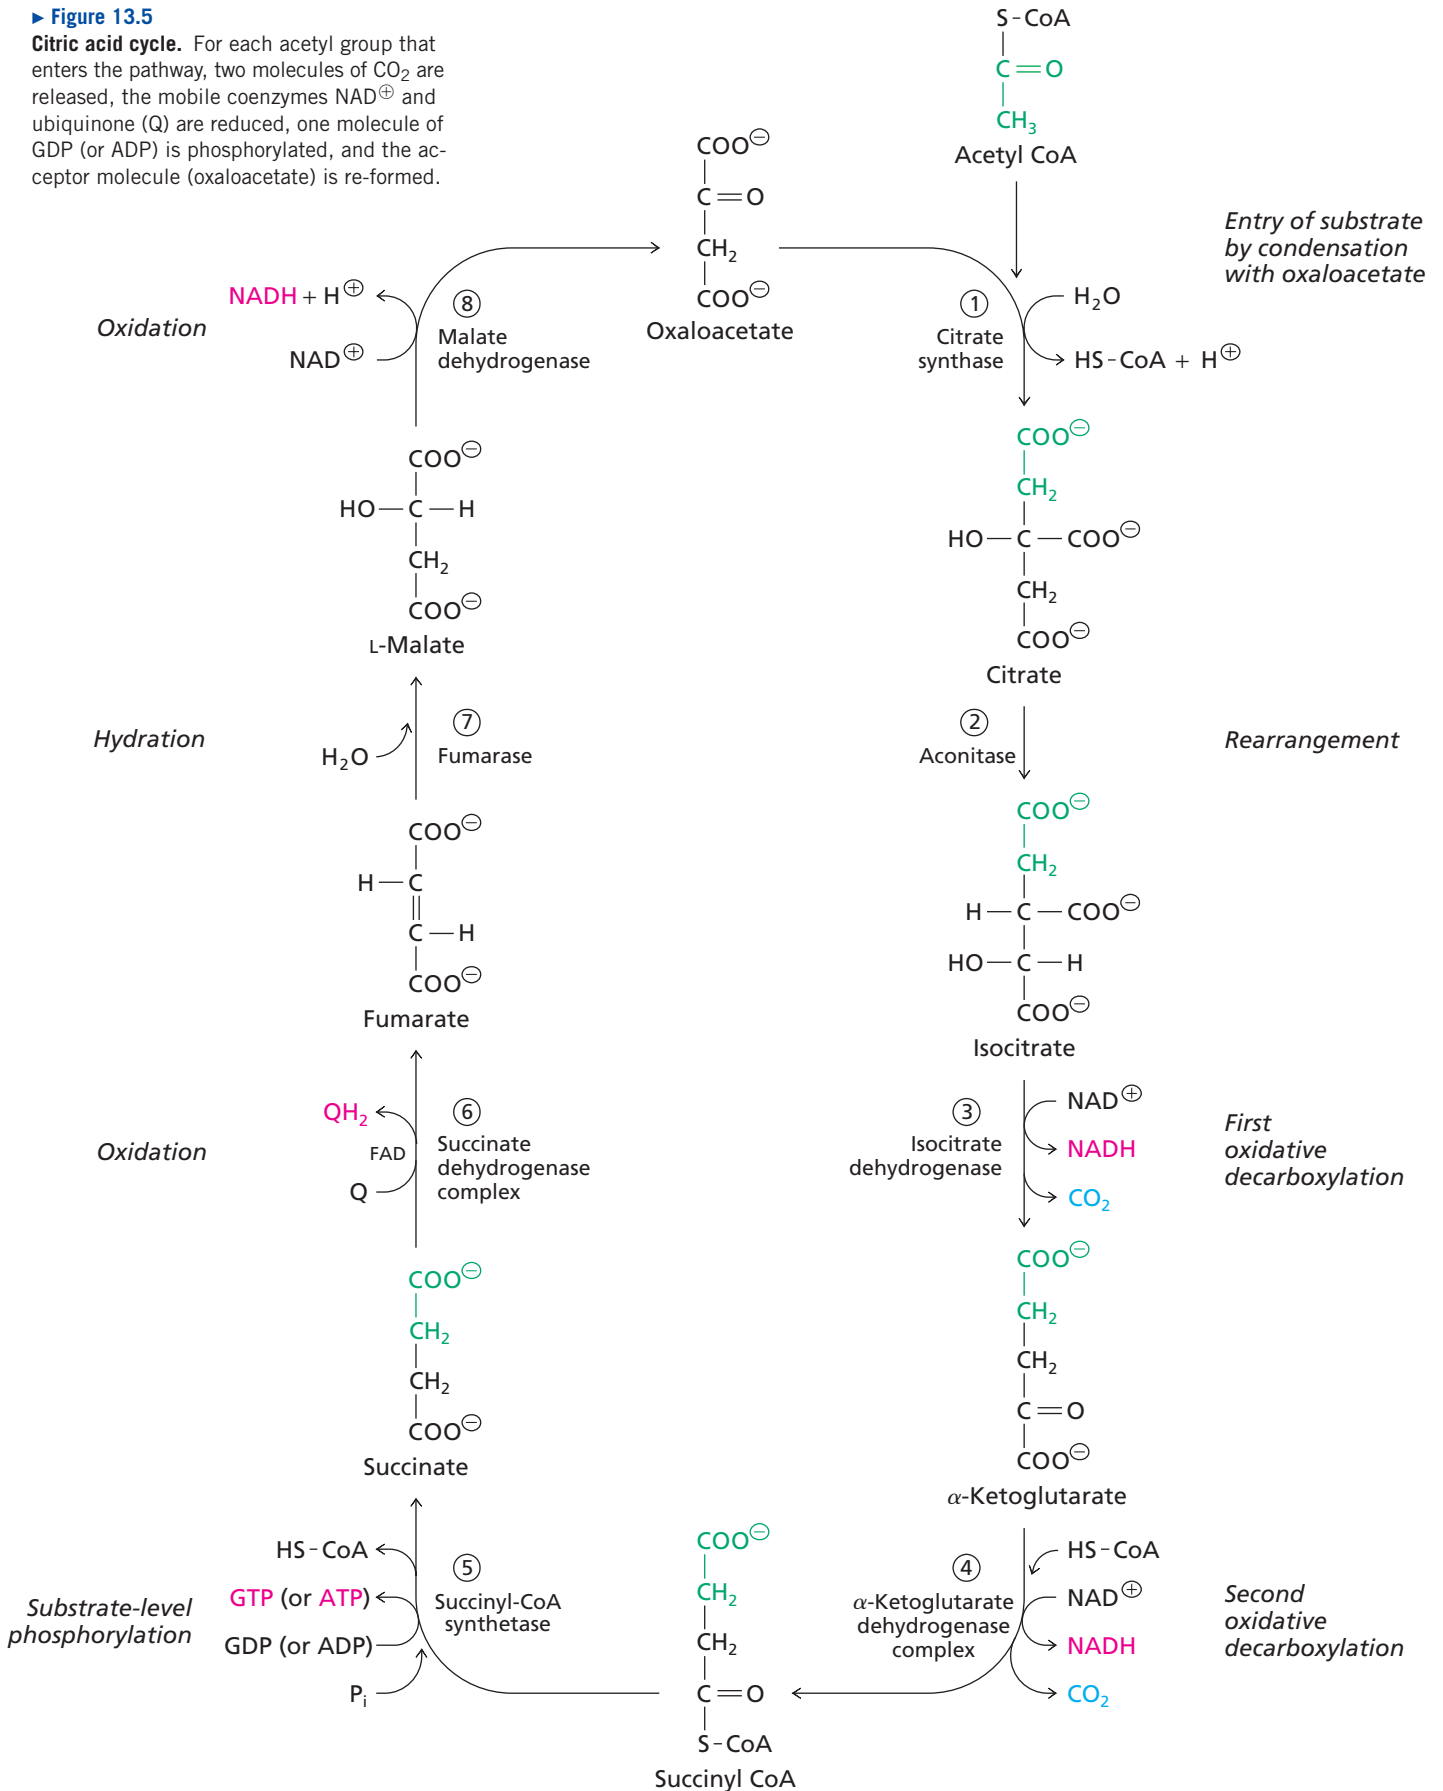 ► Figure 13.5
Citric acid cycle. For each acetyl group that
enters the pathway, two molecules of CO₂ are
released, the mobile coenzymes NAD⊕ and
ubiquinone (Q) are reduced, one molecule of
GDP (or ADP) is phosphorylated, and the ac-
ceptor molecule (oxaloacetate) is re-formed.
S-CoA
C=O
CH₃
Acetyl CoA
COO⊖
C=O
CH₂
COO⊖
Oxaloacetate
Entry of substrate
by condensation
with oxaloacetate
①
Citrate
synthase
H₂O
HS-CoA + H⊕
COO⊖
CH₂
HO—C—COO⊖
CH₂
COO⊖
Citrate
②
Aconitase
Rearrangement
COO⊖
CH₂
H—C—COO⊖
HO—C—H
COO⊖
Isocitrate
③
Isocitrate
dehydrogenase
NAD⊕
NADH
CO₂
First
oxidative
decarboxylation
COO⊖
CH₂
CH₂
C=O
COO⊖
α-Ketoglutarate
④
α-Ketoglutarate
dehydrogenase
complex
HS-CoA
NAD⊕
NADH
CO₂
Second
oxidative
decarboxylation
COO⊖
CH₂
CH₂
C=O
S-CoA
Succinyl CoA
⑤
Succinyl-CoA
synthetase
HS-CoA
GTP (or ATP)
GDP (or ADP)
Pᵢ
Substrate-level
phosphorylation
COO⊖
CH₂
CH₂
COO⊖
Succinate
⑥
Succinate
dehydrogenase
complex
QH₂
FAD
Q
Oxidation
COO⊖
H—C
C—H
COO⊖
Fumarate
⑦
Fumarase
H₂O
Hydration
COO⊖
HO—C—H
CH₂
COO⊖
L-Malate
⑧
Malate
dehydrogenase
NADH + H⊕
NAD⊕
Oxidation